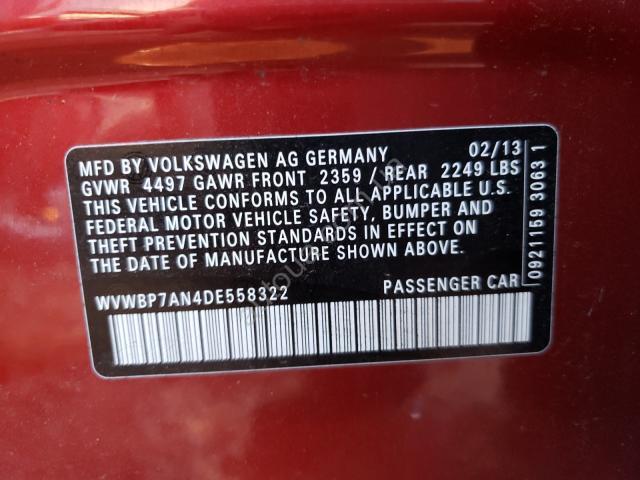 MFD BY VOLKSWAGEN AG GERMANY 02/13
GVWR 4497 GAWR FRONT 2359 / REAR 2249 LBS
THIS VEHICLE CONFORMS TO ALL APPLICABLE U.S.
FEDERAL MOTOR VEHICLE SAFETY, BUMPER AND
THEFT PREVENTION STANDARDS IN EFFECT ON
THE DATE OF MANUFACTURE SHOWN ABOVE.
WVWBP7AN4DE558322 PASSENGER CAR
0921159 3063 1